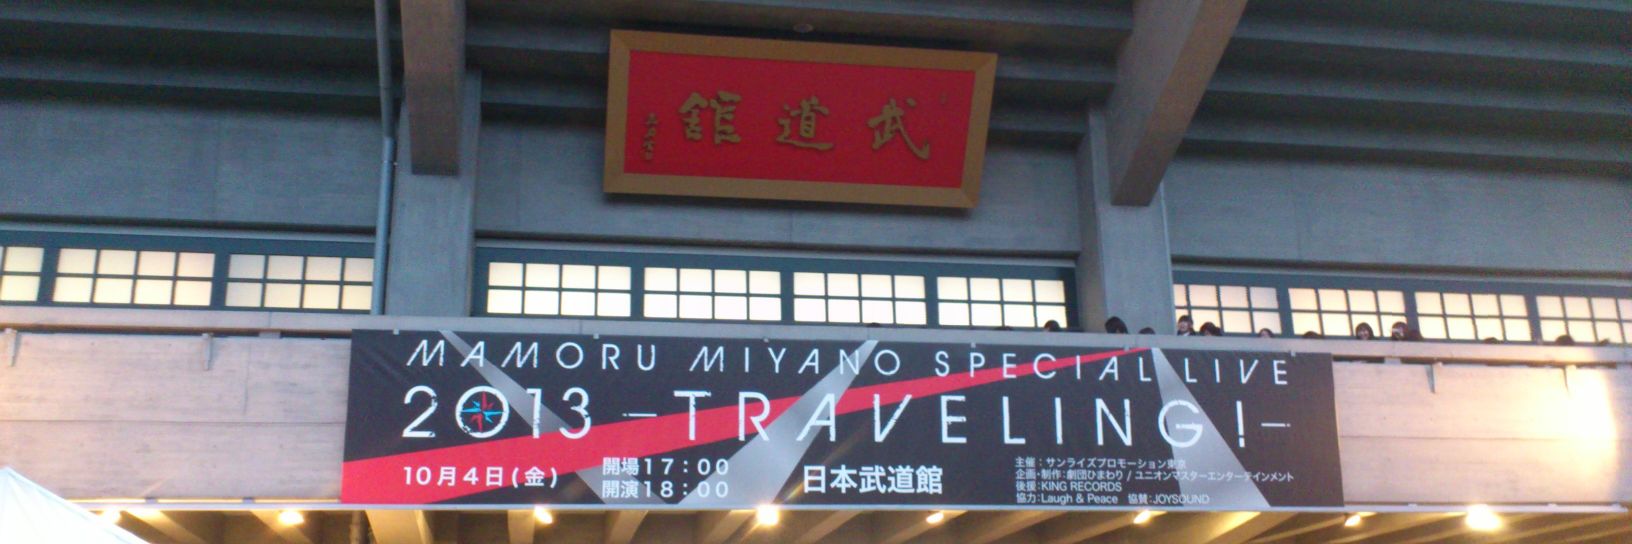 武道館
MAMORU MIYANO SPECIAL LIVE
2013 ―TRAVELING!―
10月4日(金)
開場17:00
開演18:00
日本武道館
主催:サンライズプロモーション東京
企画・制作:劇団ひまわり / ユニオンマスターエンターテインメント
後援:KING RECORDS
協力:Laugh & Peace 協賛:JOYSOUND